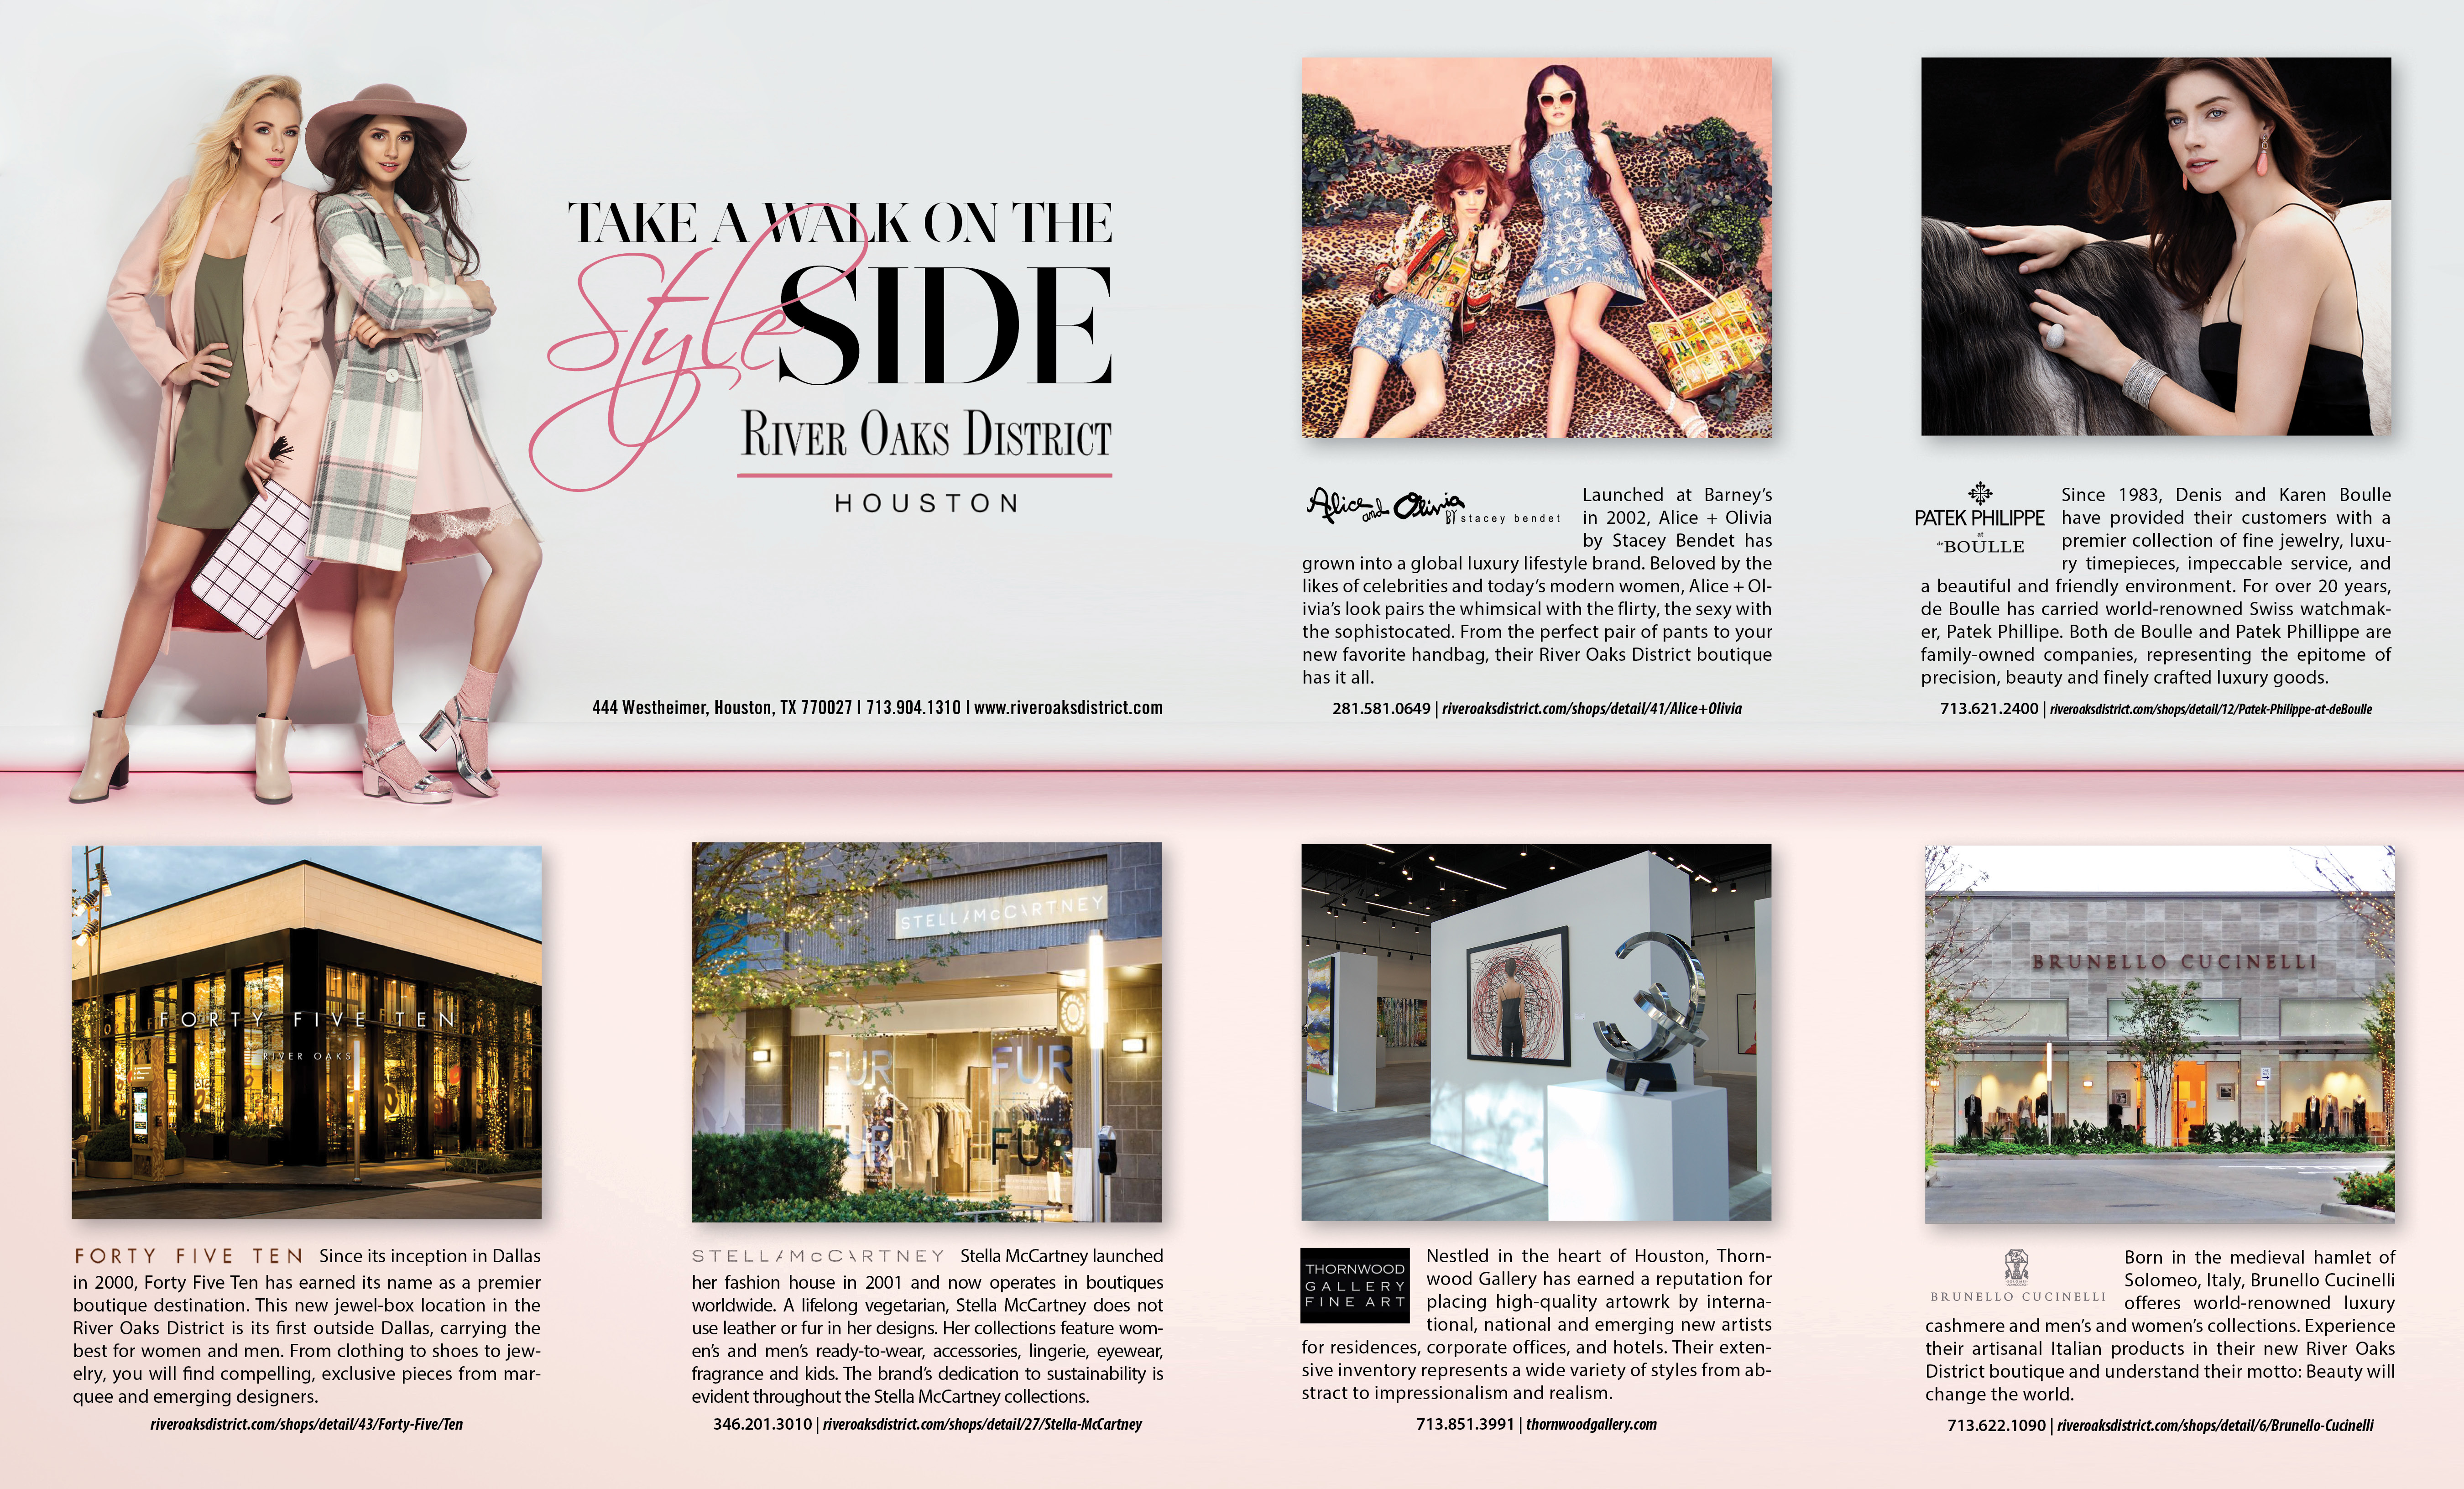 TAKE A WALK ON THE
Style SIDE
RIVER OAKS DISTRICT
HOUSTON
444 Westheimer, Houston, TX 770027 | 713.904.1310 | www.riveroaksdistrict.com
Alice and Olivia
BY stacey bendet
Launched at Barney's
in 2002, Alice + Olivia
by Stacey Bendet has
grown into a global luxury lifestyle brand. Beloved by the
likes of celebrities and today's modern women, Alice + Ol-
ivia's look pairs the whimsical with the flirty, the sexy with
the sophistocated. From the perfect pair of pants to your
new favorite handbag, their River Oaks District boutique
has it all.
281.581.0649 | riveroaksdistrict.com/shops/detail/41/Alice+Olivia
PATEK PHILIPPE
at
de BOULLE
Since 1983, Denis and Karen Boulle
have provided their customers with a
premier collection of fine jewelry, luxu-
ry timepieces, impeccable service, and
a beautiful and friendly environment. For over 20 years,
de Boulle has carried world-renowned Swiss watchmak-
er, Patek Phillipe. Both de Boulle and Patek Phillippe are
family-owned companies, representing the epitome of
precision, beauty and finely crafted luxury goods.
713.621.2400 | riveroaksdistrict.com/shops/detail/12/Patek-Philippe-at-deBoulle
FORTY FIVE TEN
RIVER OAKS
FORTY FIVE TEN Since its inception in Dallas
in 2000, Forty Five Ten has earned its name as a premier
boutique destination. This new jewel-box location in the
River Oaks District is its first outside Dallas, carrying the
best for women and men. From clothing to shoes to jew-
elry, you will find compelling, exclusive pieces from mar-
quee and emerging designers.
riveroaksdistrict.com/shops/detail/43/Forty-Five/Ten
STELLA McCARTNEY
FUR FUR
FUR FUR
STELLA McCARTNEY Stella McCartney launched
her fashion house in 2001 and now operates in boutiques
worldwide. A lifelong vegetarian, Stella McCartney does not
use leather or fur in her designs. Her collections feature wom-
en's and men's ready-to-wear, accessories, lingerie, eyewear,
fragrance and kids. The brand's dedication to sustainability is
evident throughout the Stella McCartney collections.
346.201.3010 | riveroaksdistrict.com/shops/detail/27/Stella-McCartney
THORNWOOD
GALLERY
FINE ART
Nestled in the heart of Houston, Thorn-
wood Gallery has earned a reputation for
placing high-quality artowrk by interna-
tional, national and emerging new artists
for residences, corporate offices, and hotels. Their exten-
sive inventory represents a wide variety of styles from ab-
stract to impressionalism and realism.
713.851.3991 | thornwoodgallery.com
BRUNELLO CUCINELLI
BRUNELLO CUCINELLI
Born in the medieval hamlet of
Solomeo, Italy, Brunello Cucinelli
offeres world-renowned luxury
cashmere and men's and women's collections. Experience
their artisanal Italian products in their new River Oaks
District boutique and understand their motto: Beauty will
change the world.
713.622.1090 | riveroaksdistrict.com/shops/detail/6/Brunello-Cucinelli